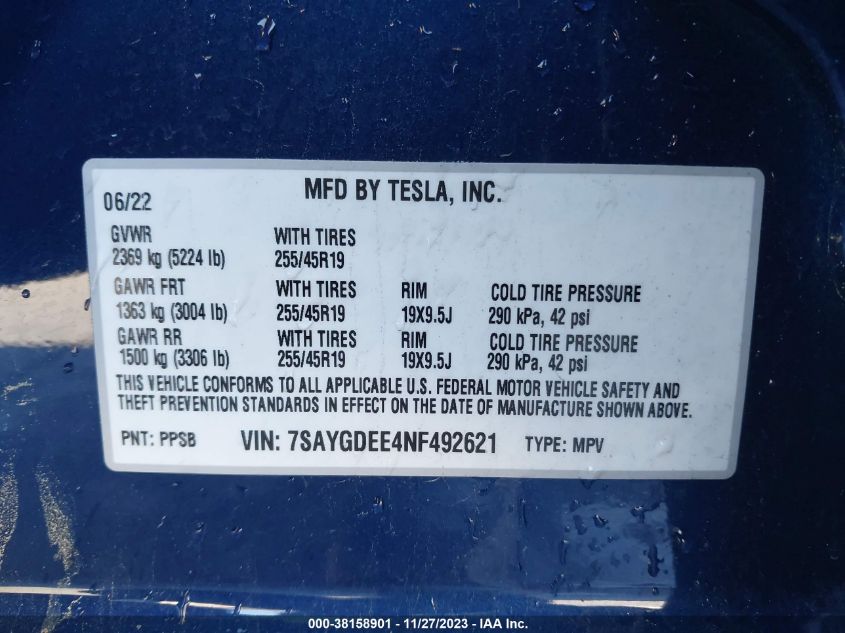 06/22 MFD BY TESLA, INC.
GVWR WITH TIRES
2369 kg (5224 lb) 255/45R19
GAWR FRT WITH TIRES RIM COLD TIRE PRESSURE
1363 kg (3004 lb) 255/45R19 19X9.5J 290 kPa, 42 psi
GAWR RR WITH TIRES RIM COLD TIRE PRESSURE
1500 kg (3306 lb) 255/45R19 19X9.5J 290 kPa, 42 psi
THIS VEHICLE CONFORMS TO ALL APPLICABLE U.S. FEDERAL MOTOR VEHICLE SAFETY AND
THEFT PREVENTION STANDARDS IN EFFECT ON THE DATE OF MANUFACTURE SHOWN ABOVE.
PNT: PPSB VIN: 7SAYGDEE4NF492621 TYPE: MPV
000-38158901 - 11/27/2023 - IAA Inc.